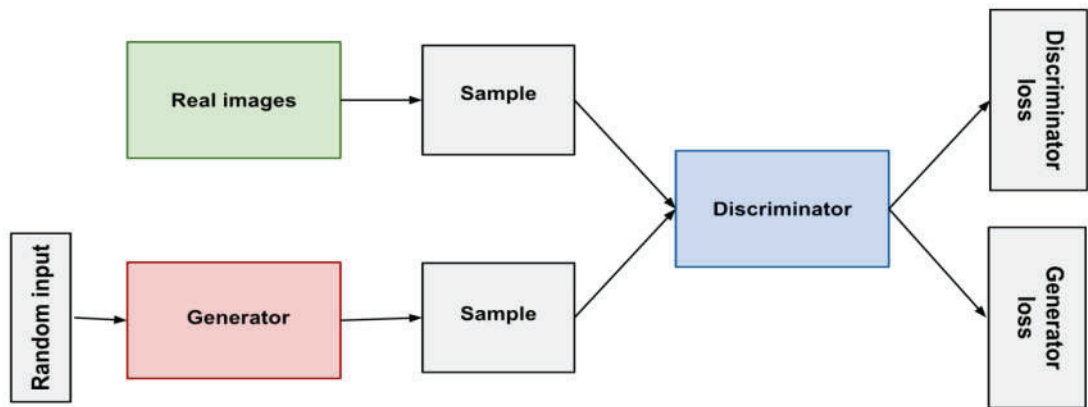 Real images
Sample
Discriminator
Discriminator
loss
Random input
Generator
Sample
Generator
loss